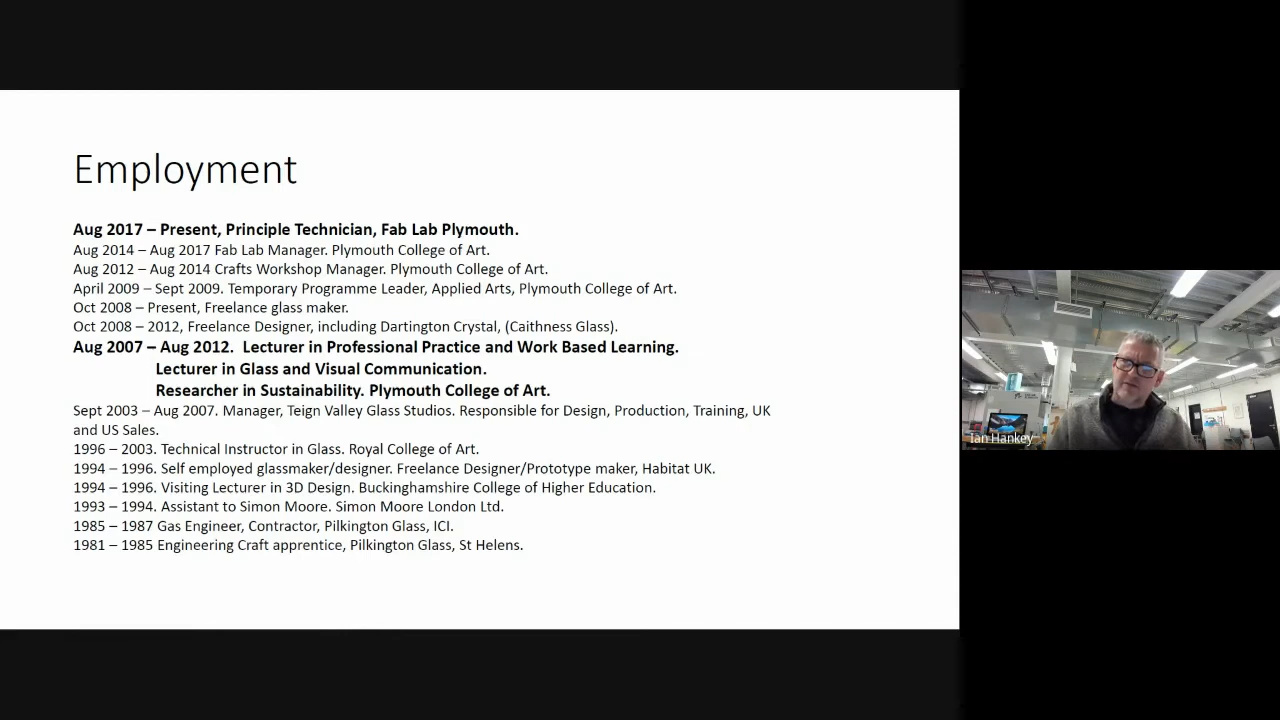 Employment
Aug 2017 – Present, Principle Technician, Fab Lab Plymouth.
Aug 2014 – Aug 2017 Fab Lab Manager. Plymouth College of Art.
Aug 2012 – Aug 2014 Crafts Workshop Manager. Plymouth College of Art.
April 2009 – Sept 2009. Temporary Programme Leader, Applied Arts, Plymouth College of Art.
Oct 2008 – Present, Freelance glass maker.
Oct 2008 – 2012, Freelance Designer, including Dartington Crystal, (Caithness Glass).
Aug 2007 – Aug 2012. Lecturer in Professional Practice and Work Based Learning.
Lecturer in Glass and Visual Communication.
Researcher in Sustainability. Plymouth College of Art.
Sept 2003 – Aug 2007. Manager, Teign Valley Glass Studios. Responsible for Design, Production, Training, UK
and US Sales.
1996 – 2003. Technical Instructor in Glass. Royal College of Art.
1994 – 1996. Self employed glassmaker/designer. Freelance Designer/Prototype maker, Habitat UK.
1994 – 1996. Visiting Lecturer in 3D Design. Buckinghamshire College of Higher Education.
1993 – 1994. Assistant to Simon Moore. Simon Moore London Ltd.
1985 – 1987 Gas Engineer, Contractor, Pilkington Glass, ICI.
1981 – 1985 Engineering Craft apprentice, Pilkington Glass, St Helens.
Ian Hankey